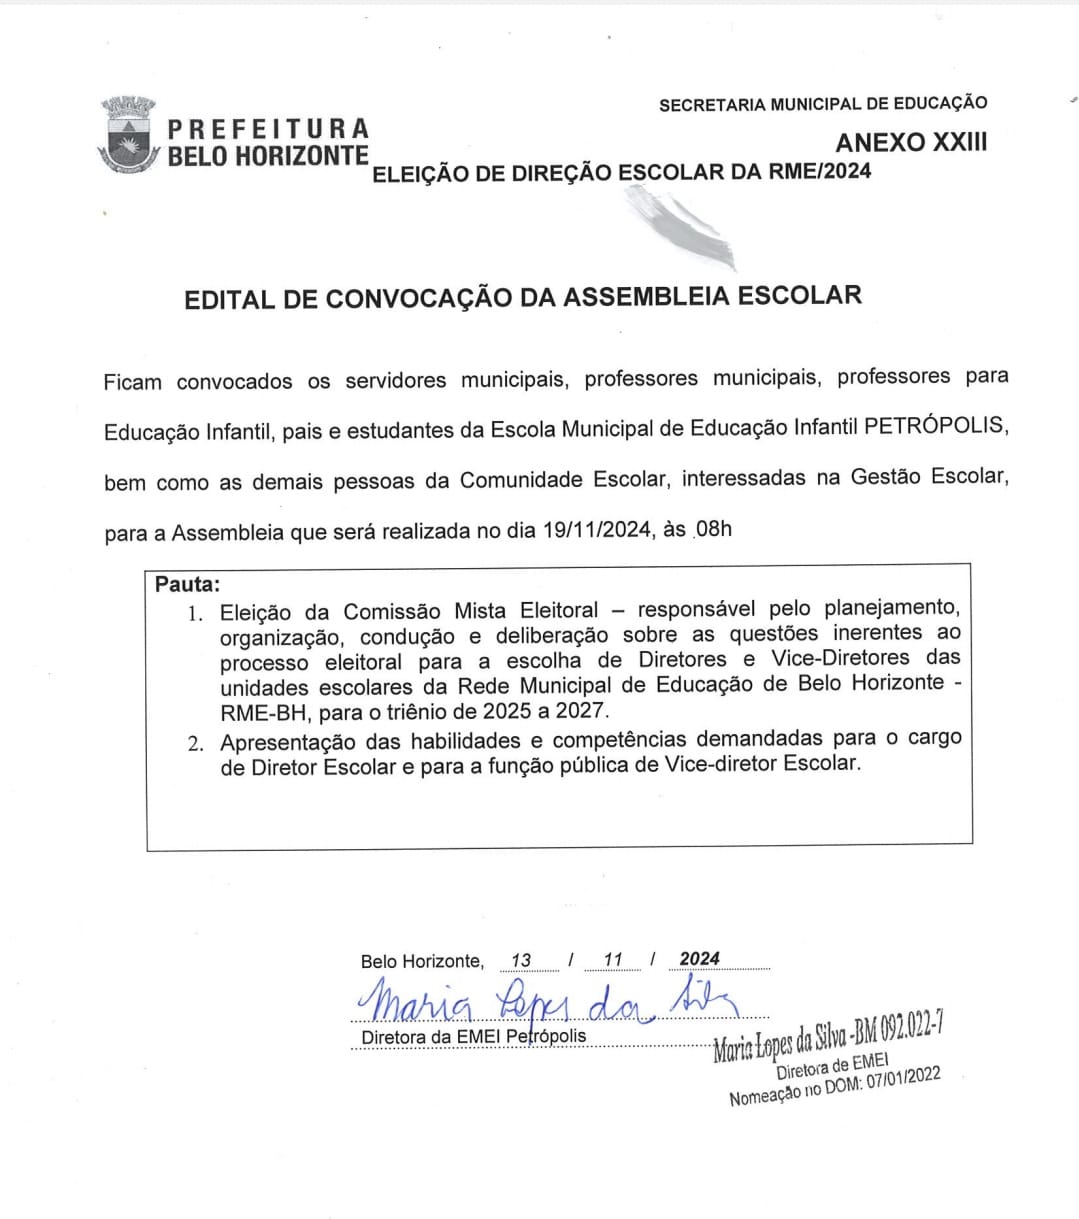 PREFEITURA
BELO HORIZONTE
SECRETARIA MUNICIPAL DE EDUCAÇÃO
ANEXO XXIII
ELEIÇÃO DE DIREÇÃO ESCOLAR DA RME/2024
EDITAL DE CONVOCAÇÃO DA ASSEMBLEIA ESCOLAR
Ficam convocados os servidores municipais, professores municipais, professores para
Educação Infantil, pais e estudantes da Escola Municipal de Educação Infantil PETRÓPOLIS,
bem como as demais pessoas da Comunidade Escolar, interessadas na Gestão Escolar,
para a Assembleia que será realizada no dia 19/11/2024, às 08h
Pauta:
1. Eleição da Comissão Mista Eleitoral – responsável pelo planejamento,
organização, condução e deliberação sobre as questões inerentes ao
processo eleitoral para a escolha de Diretores e Vice-Diretores das
unidades escolares da Rede Municipal de Educação de Belo Horizonte -
RME-BH, para o triênio de 2025 a 2027.
2. Apresentação das habilidades e competências demandadas para o cargo
de Diretor Escolar e para a função pública de Vice-diretor Escolar.
Belo Horizonte, 13 / 11 / 2024
Maria Lopes da Silva
Diretora da EMEI Petrópolis
Maria Lopes da Silva -BM 092.022-7
Diretora de EMEI
Nomeação no DOM: 07/01/2022